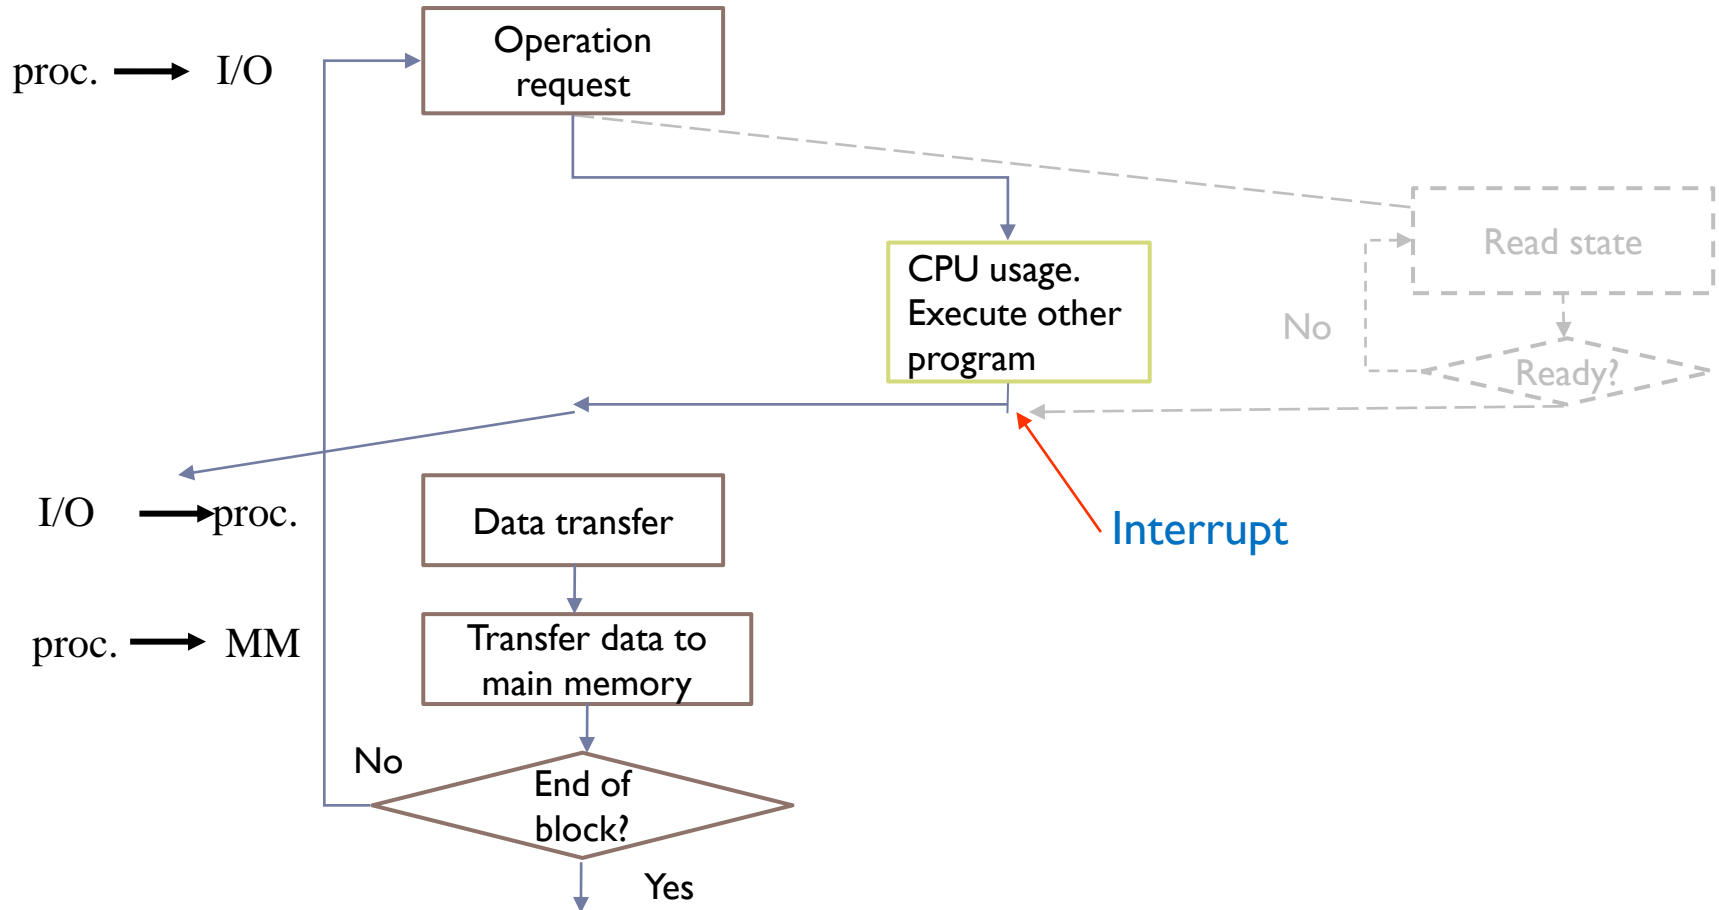 Operation
request
proc. → I/O
Read state
CPU usage.
Execute other
program
No
Ready?
I/O → proc.
Data transfer
Interrupt
proc. → MM
Transfer data to
main memory
No
End of
block?
Yes